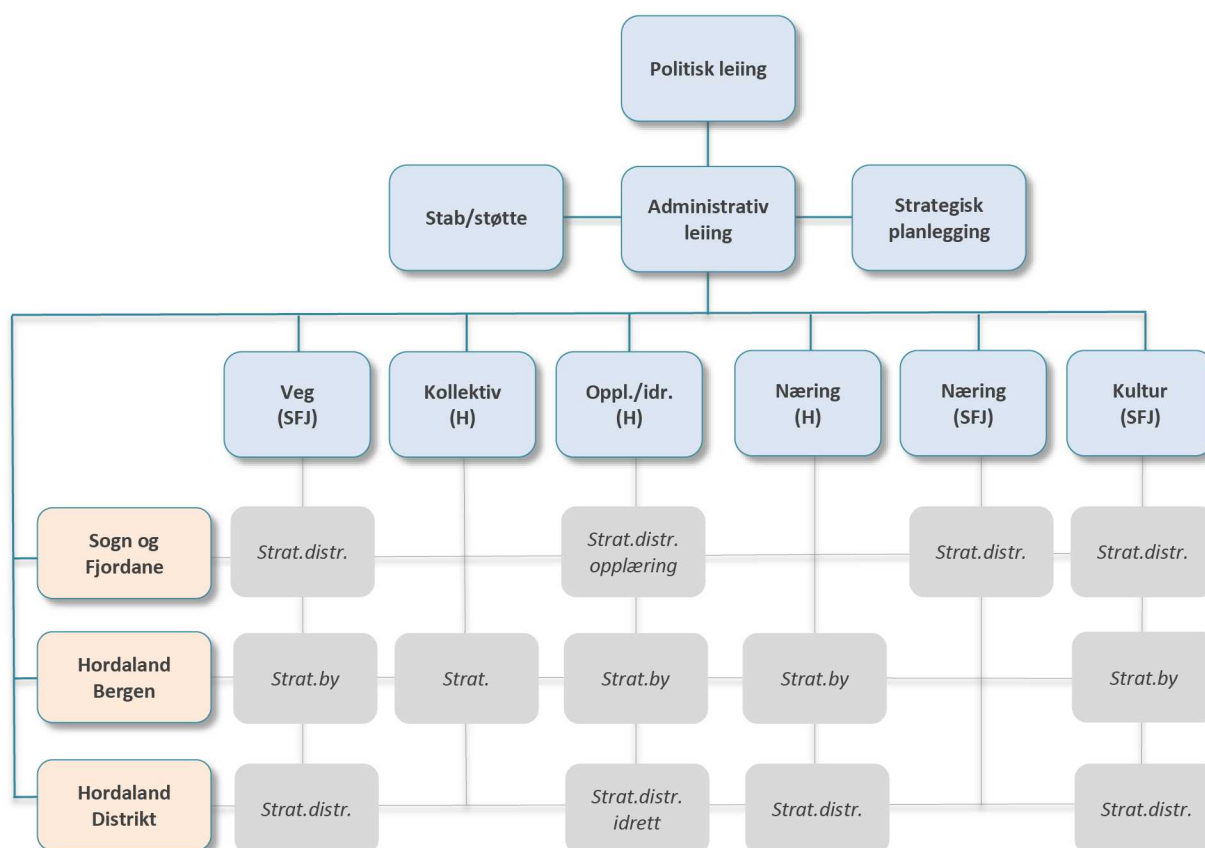 Politisk leiing
Stab/støtte
Administrativ
leiing
Strategisk
planlegging
Veg
(SFJ)
Kollektiv
(H)
Oppl./idr.
(H)
Næring
(H)
Næring
(SFJ)
Kultur
(SFJ)
Sogn og
Fjordane
Strat.distr.
Strat.distr.
opplæring
Strat.distr.
Strat.distr.
Hordaland
Bergen
Strat.by
Strat.
Strat.by
Strat.by
Strat.by
Hordaland
Distrikt
Strat.distr.
Strat.distr.
idrett
Strat.distr.
Strat.distr.